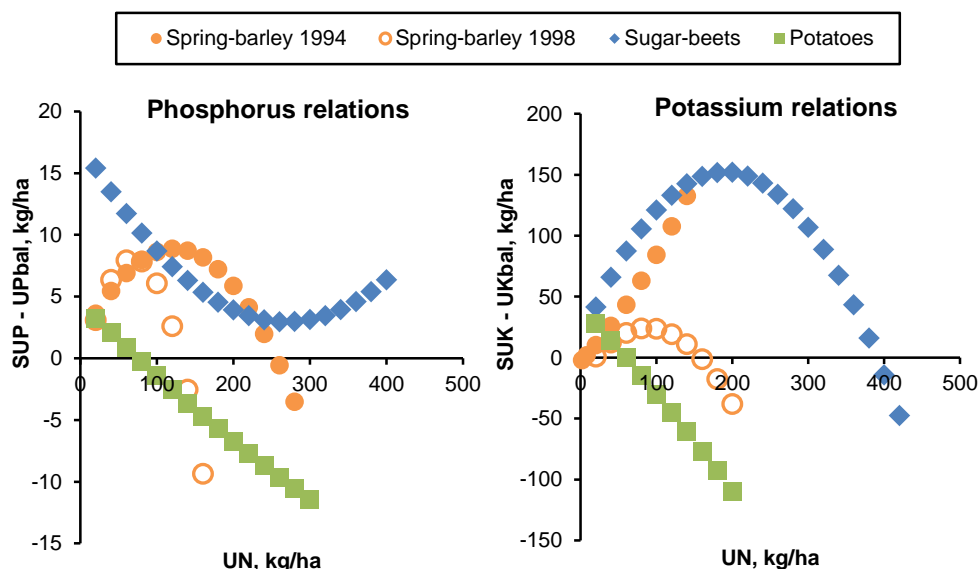 Spring-barley 1994 Spring-barley 1998 Sugar-beets Potatoes
Phosphorus relations
SUP - UPbal, kg/ha
20
15
10
5
0
-5
-10
-15
0 100 200 300 400 500
UN, kg/ha
Potassium relations
SUK - UKbal, kg/ha
200
150
100
50
0
-50
-100
-150
0 100 200 300 400 500
UN, kg/ha